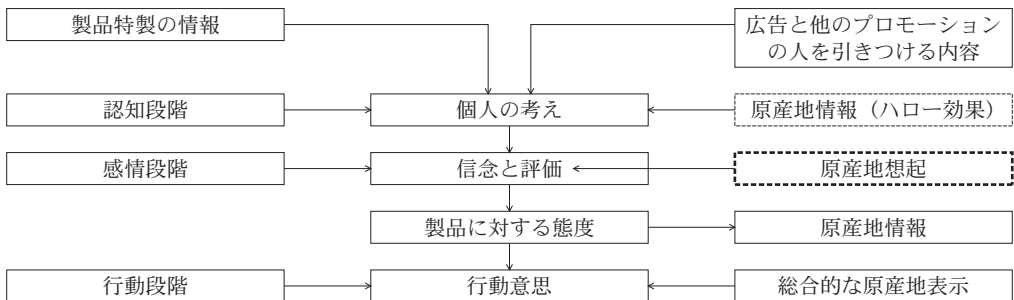 製品特製の情報
広告と他のプロモーション
の人を引きつける内容
認知段階
個人の考え
原産地情報（ハロー効果）
感情段階
信念と評価
原産地想起
製品に対する態度
原産地情報
行動段階
行動意思
総合的な原産地表示